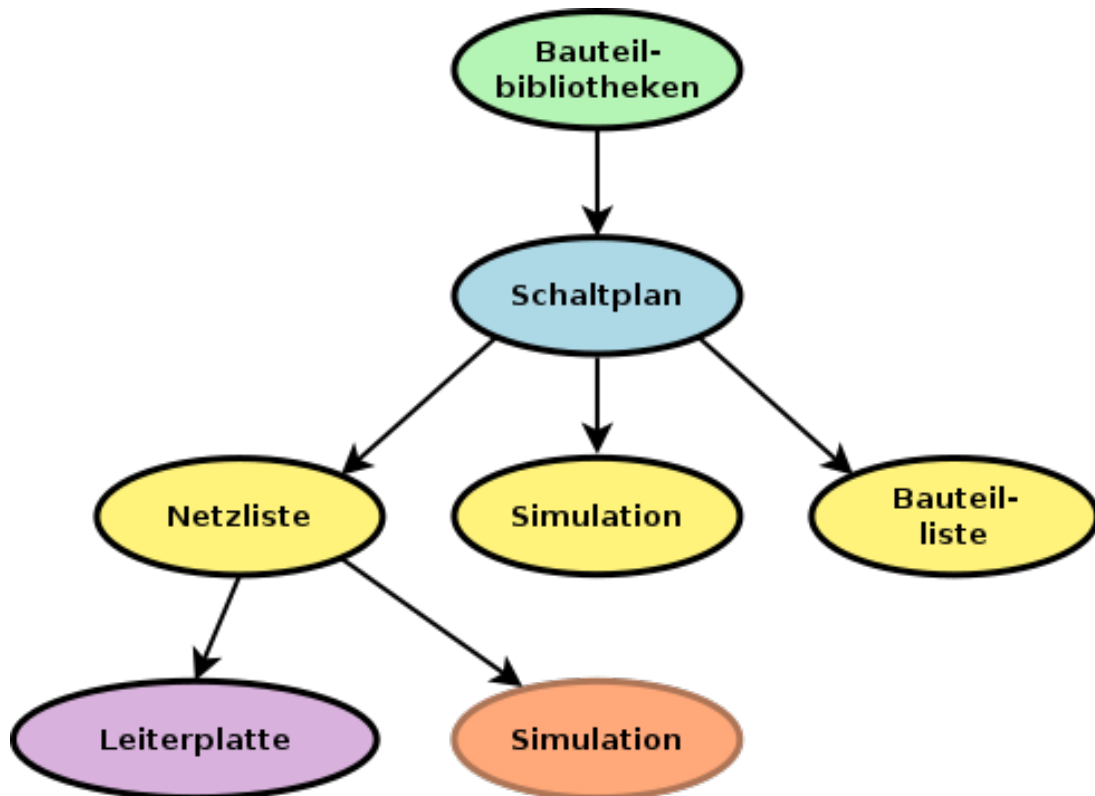 Bauteil-
bibliotheken
Schaltplan
Netzliste
Simulation
Bauteil-
liste
Leiterplatte
Simulation